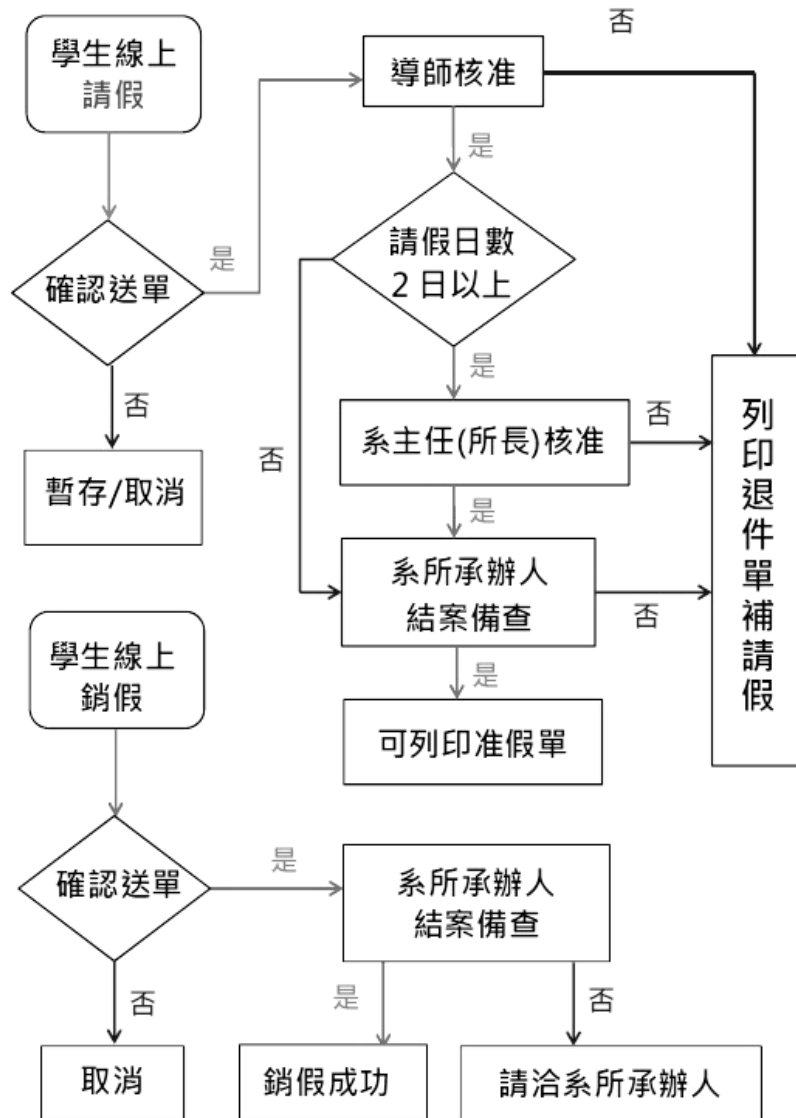 學生線上
請假
是
確認送單
否
暫存/取消
導師核准
否
是
請假日數
2 日以上
是
否
系主任(所長)核准
否
是
系所承辦人
結案備查
否
是
可列印准假單
列印退件單補請假
學生線上
銷假
確認送單
是
否
取消
系所承辦人
結案備查
是
否
銷假成功
請洽系所承辦人